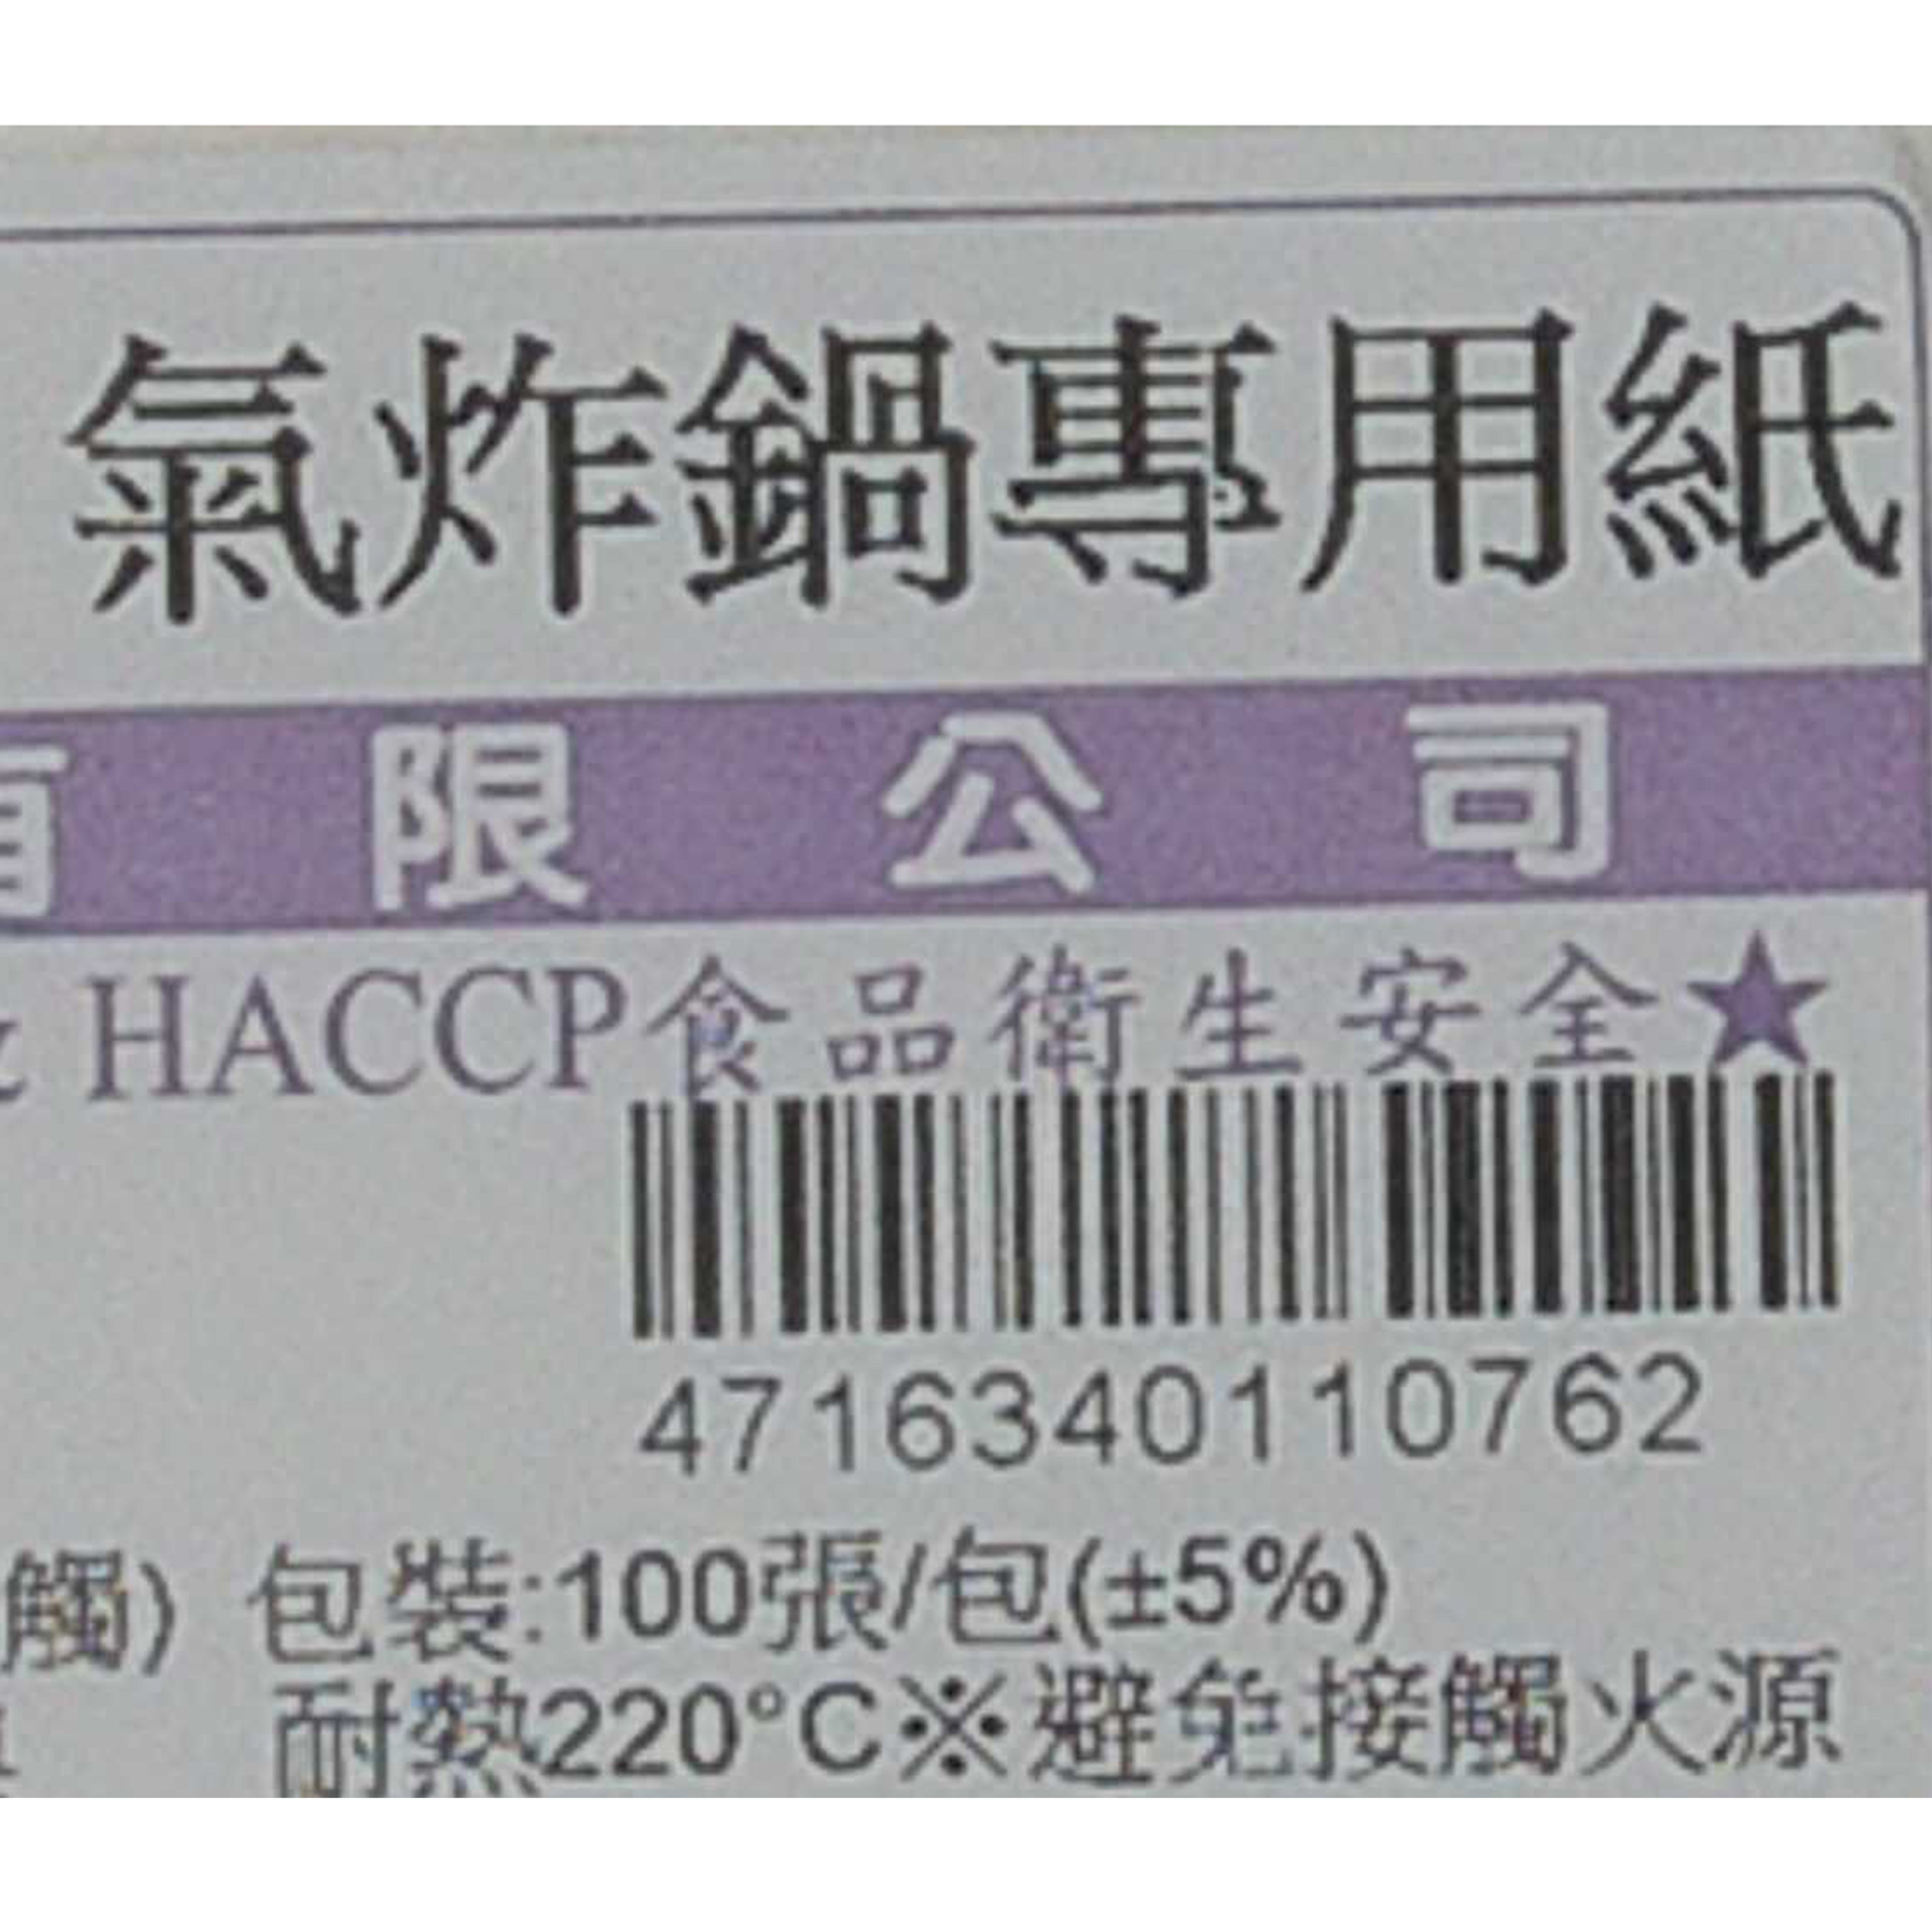 氣炸鍋專用紙
有限公司
& HACCP食品衛生安全★
4716340110762
觸) 包裝:100張/包(±5%)
耐熱220°C※避免接觸火源